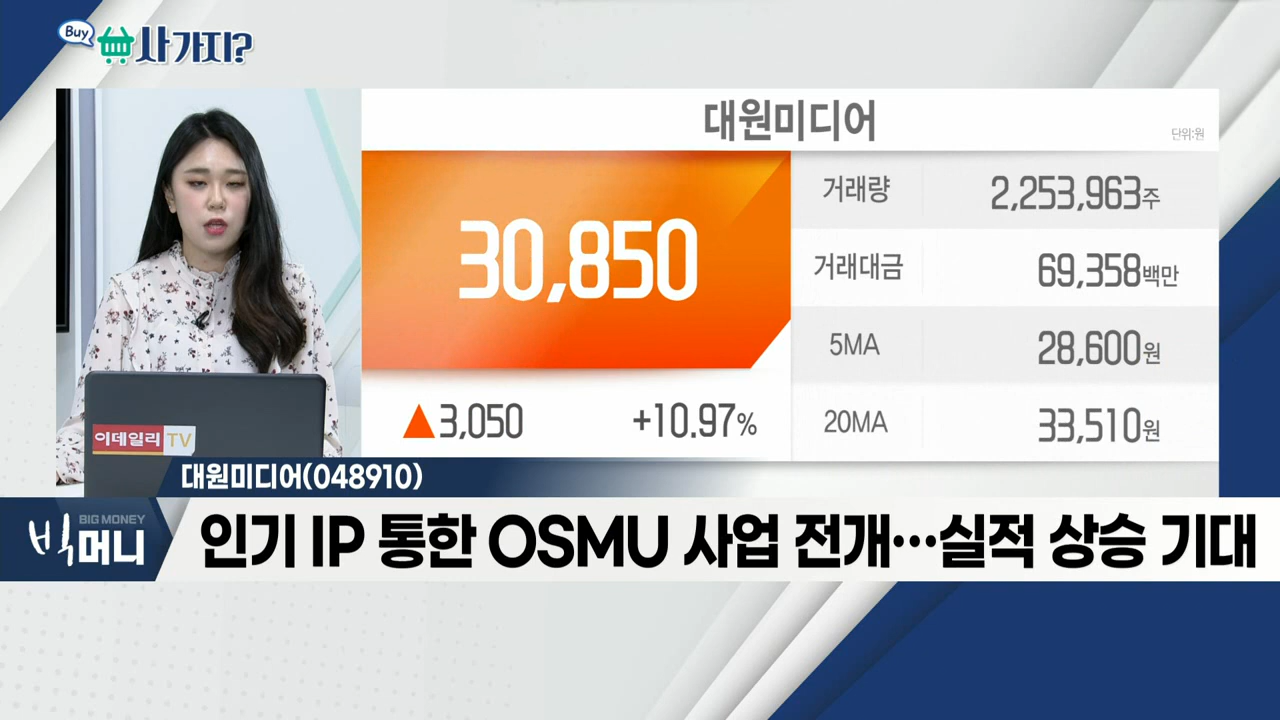 Buy
사가지?
대원미디어
단위:원
30,850
▲3,050 +10.97%
거래량 2,253,963주
거래대금 69,358백만
5MA 28,600원
20MA 33,510원
이데일리TV
대원미디어(048910)
BIG MONEY
빅머니
인기 IP 통한 OSMU 사업 전개…실적 상승 기대